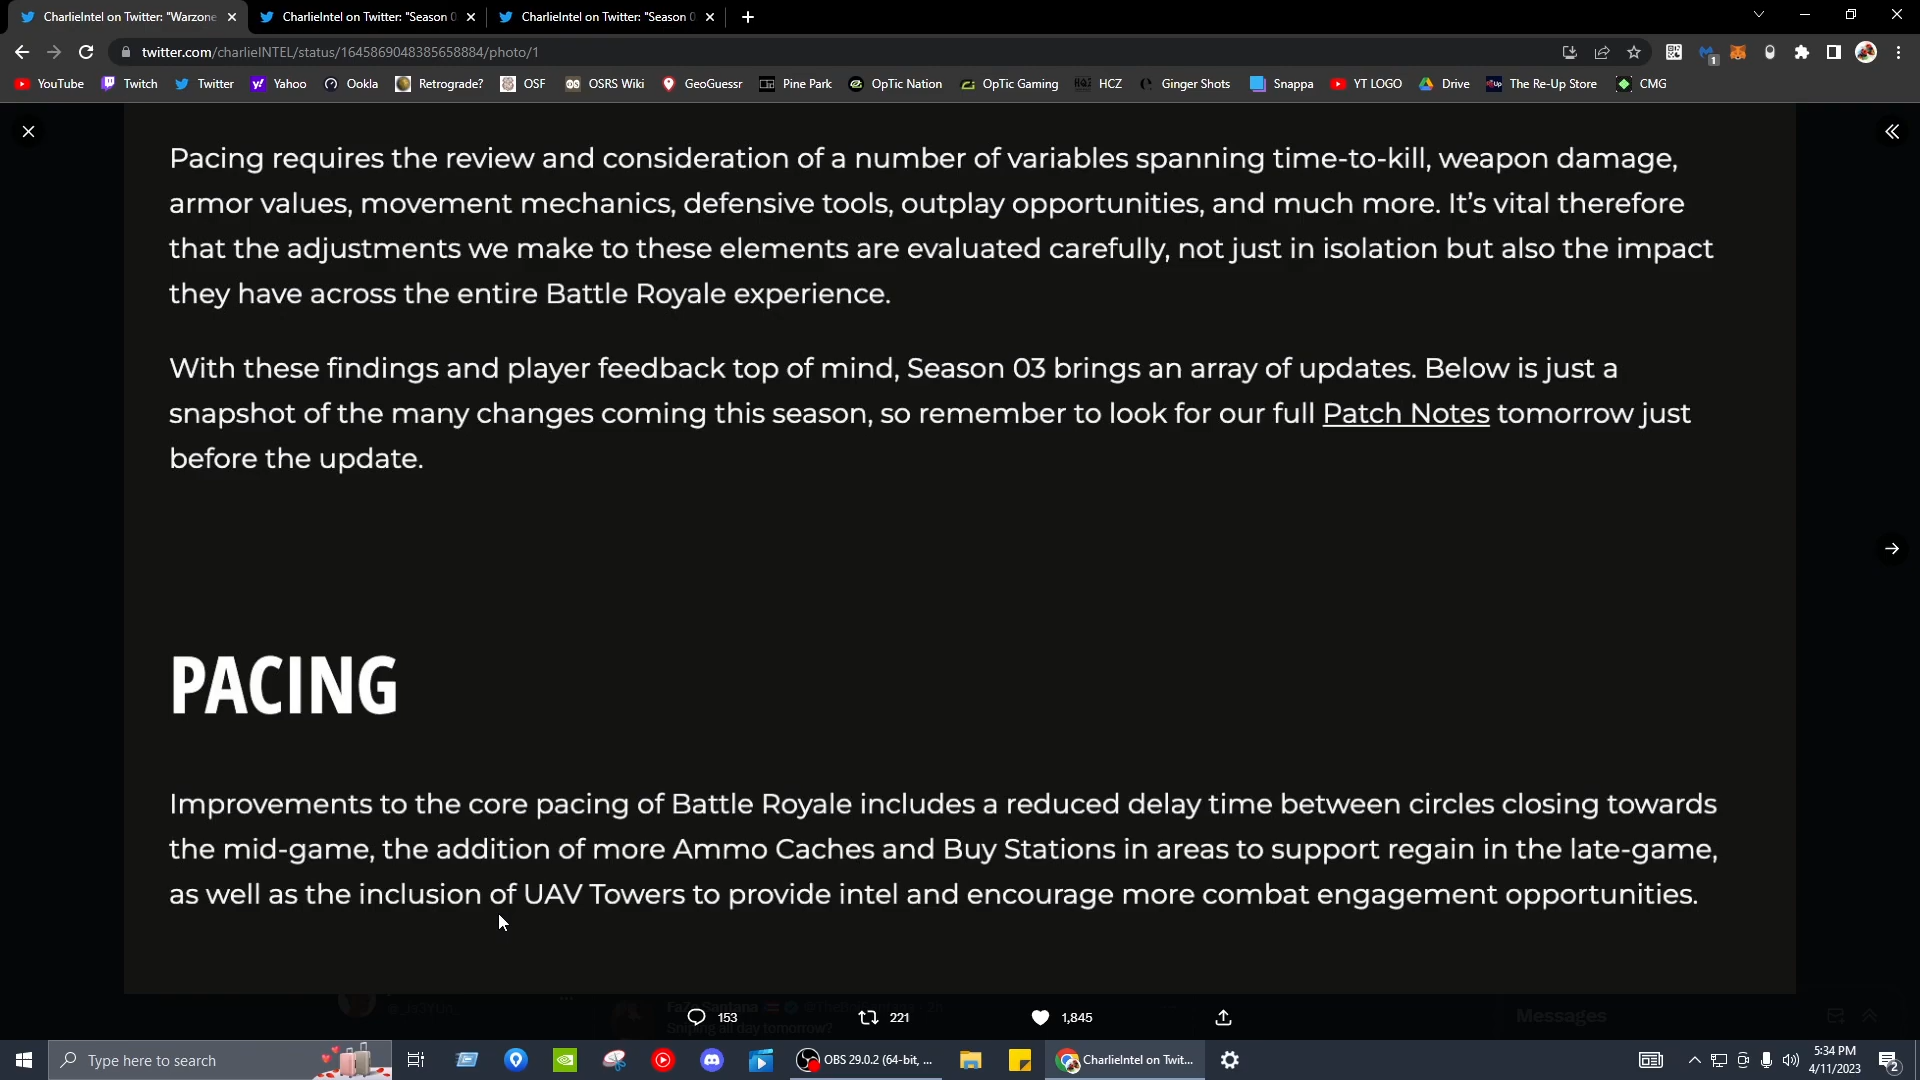 CharlieIntel on Twitter: "Warzone
CharlieIntel on Twitter: "Season 0
CharlieIntel on Twitter: "Season 0
twitter.com/charlieINTEL/status/1645869048385658884/photo/1
1
YouTube Twitch Twitter Yahoo Ookla Retrograde? OSF OSRS Wiki GeoGuessr Pine Park OpTic Nation OpTic Gaming HCZ Ginger Shots Snappa YT LOGO Drive The Re-Up Store CMG
Pacing requires the review and consideration of a number of variables spanning time-to-kill, weapon damage,
armor values, movement mechanics, defensive tools, outplay opportunities, and much more. It's vital therefore
that the adjustments we make to these elements are evaluated carefully, not just in isolation but also the impact
they have across the entire Battle Royale experience.
With these findings and player feedback top of mind, Season 03 brings an array of updates. Below is just a
snapshot of the many changes coming this season, so remember to look for our full Patch Notes tomorrow just
before the update.
PACING
Improvements to the core pacing of Battle Royale includes a reduced delay time between circles closing towards
the mid-game, the addition of more Ammo Caches and Buy Stations in areas to support regain in the late-game,
as well as the inclusion of UAV Towers to provide intel and encourage more combat engagement opportunities.
FaZe Santana
153 221 1,845
Messages
Sniping all day tomorrow?
Type here to search
OBS 29.0.2 (64-bit, ...
CharlieIntel on Twit...
5:34 PM
4/11/2023
2